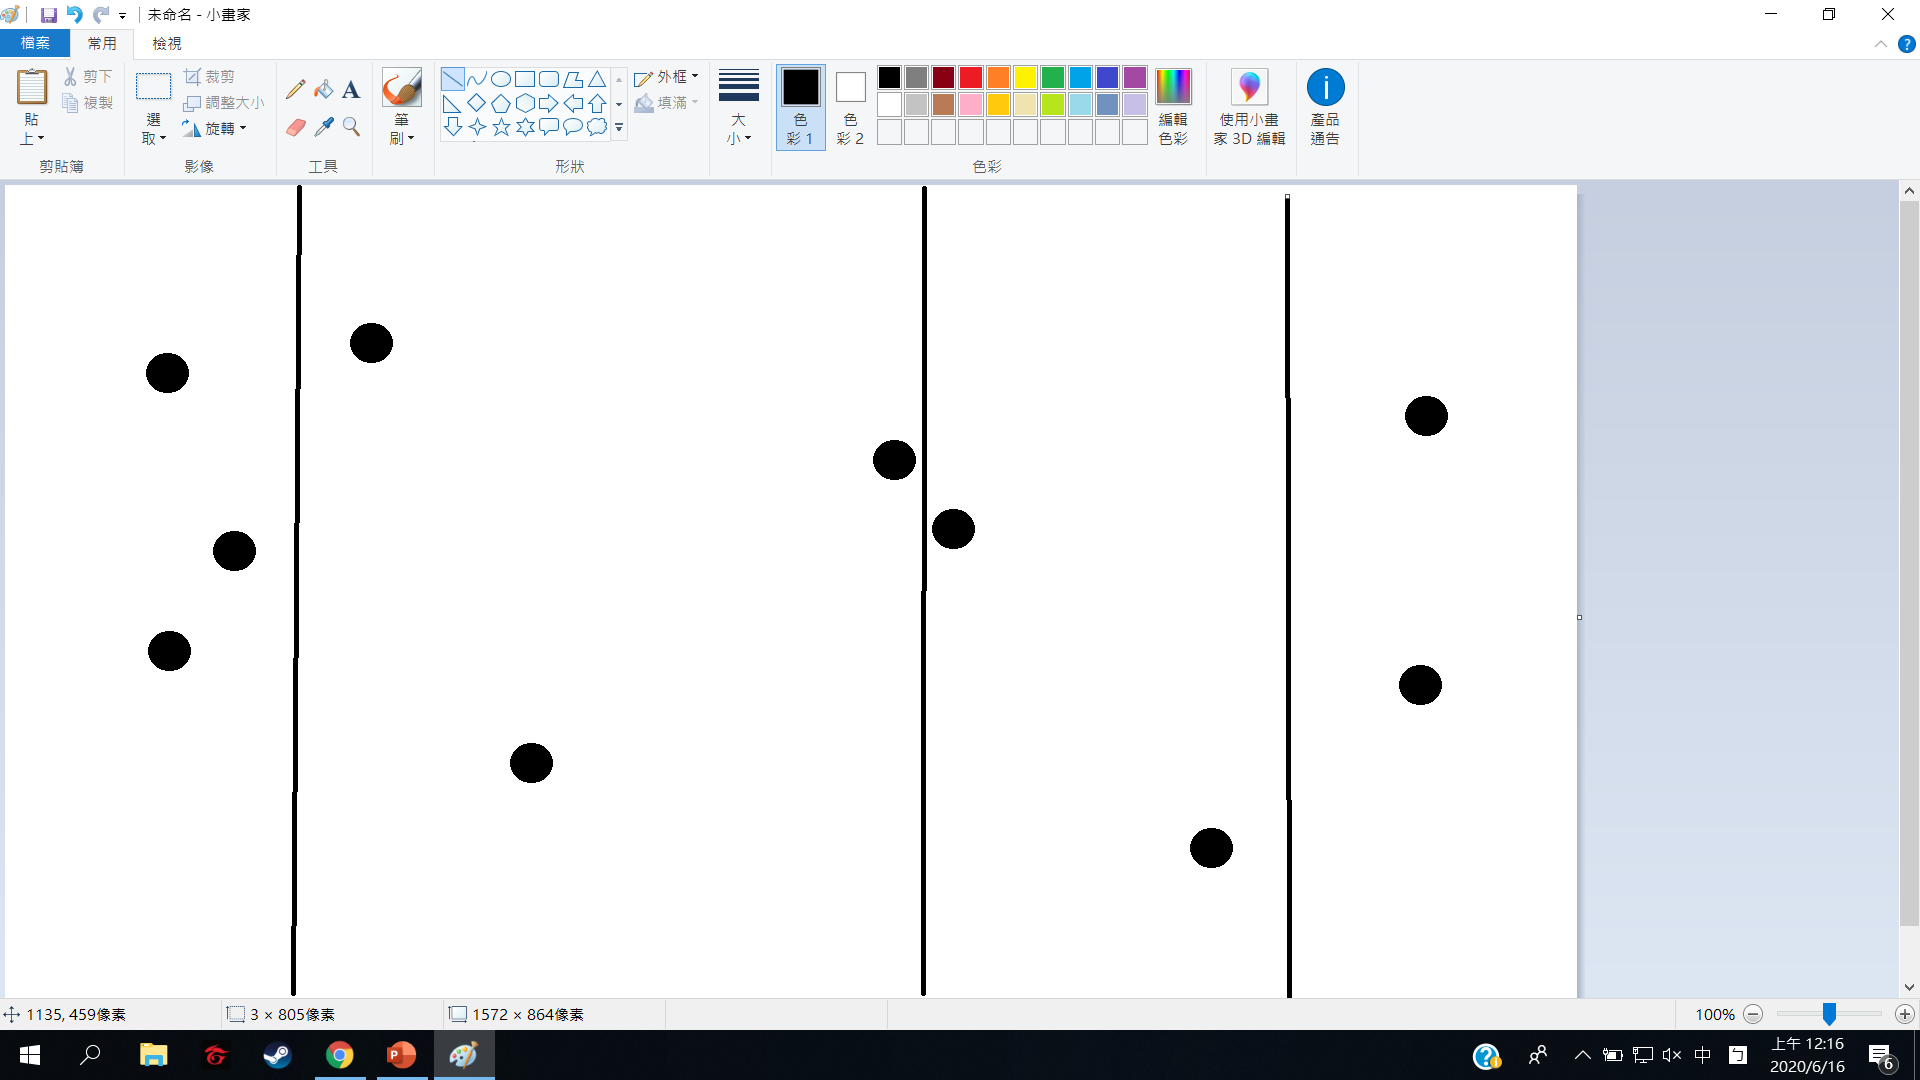 未命名 - 小畫家
檔案 常用 檢視
貼上
剪下
複製
剪貼簿
選取
裁剪
調整大小
旋轉
影像
A
工具
筆刷
外框
填滿
形狀
大小
色彩 1
色彩 2
編輯色彩
色彩
使用小畫家 3D 編輯
產品通告
1135, 459像素
3 × 805像素
1572 × 864像素
100%
中
ㄅ
上午 12:16
2020/6/16
6